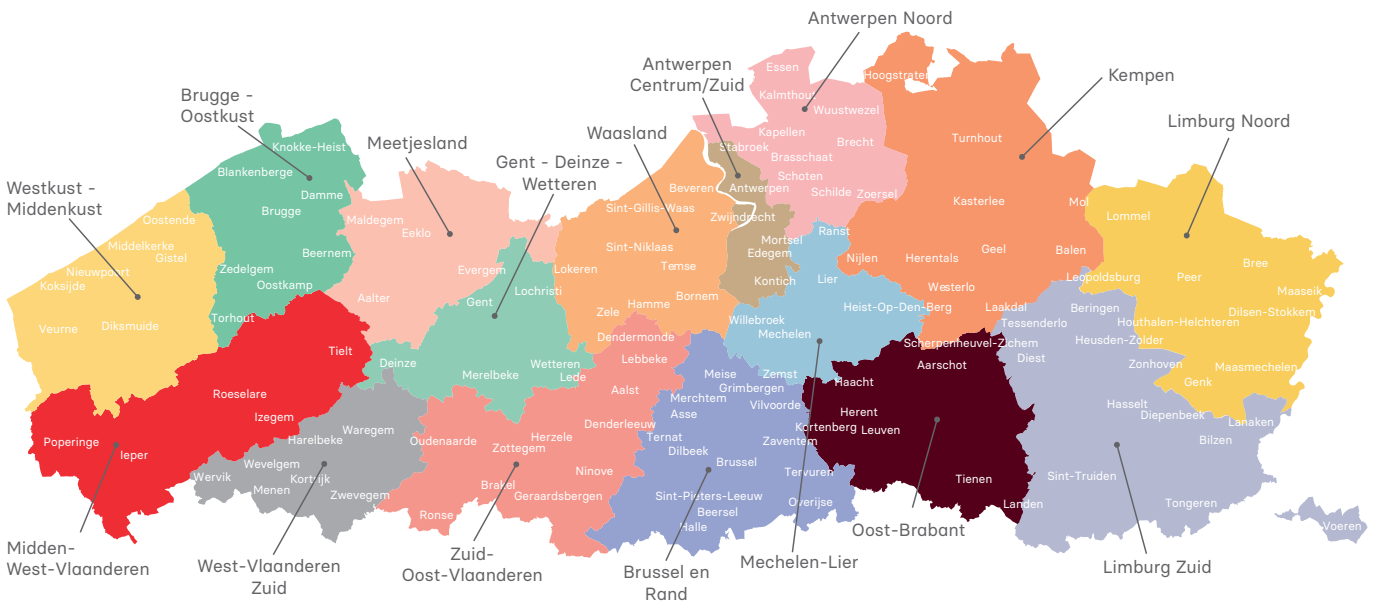 Antwerpen Noord
Antwerpen
Centrum/Zuid
Kempen
Brugge -
Oostkust
Limburg Noord
Waasland
Meetjesland
Gent - Deinze -
Wetteren
Westkust -
Middenkust
Essen
Hoogstraten
Kalmthout
Wuustwezel
Kapellen
Brecht
Turnhout
Knokke-Heist
Stabroek
Brasschaat
Blankenberge
Schoten
Beveren
Antwerpen
Schilde
Zoersel
Damme
Kasterlee
Mol
Brugge
Sint-Gillis-Waas
Zwijndrecht
Lommel
Oostende
Maldegem
Eeklo
Ranst
Middelkerke
Gistel
Beernem
Sint-Niklaas
Mortsel
Edegem
Nijlen
Herentals
Geel
Balen
Nieuwpoort
Koksijde
Zedelgem
Oostkamp
Evergem
Lokeren
Temse
Kontich
Lier
Leopoldsburg
Peer
Bree
Aalter
Gent
Lochristi
Hamme
Bornem
Heist-Op-Den-Berg
Westerlo
Laakdal
Beringen
Maaseik
Torhout
Zele
Willebroek
Tessenderlo
Houthalen-Helchteren
Dilsen-Stokkem
Veurne
Diksmuide
Dendermonde
Mechelen
Scherpenheuvel-Zichem
Heusden-Zolder
Tielt
Deinze
Merelbeke
Wetteren
Lede
Lebbeke
Meise
Zemst
Aarschot
Diest
Zonhoven
Maasmechelen
Roeselare
Aalst
Grimbergen
Haacht
Genk
Izegem
Merchtem
Vilvoorde
Herent
Hasselt
Asse
Diepenbeek
Lanaken
Poperinge
Ieper
Harelbeke
Waregem
Oudenaarde
Zottegem
Herzele
Denderleeuw
Ternat
Dilbeek
Zaventem
Kortenberg
Leuven
Bilzen
Wervik
Wevelgem
Menen
Kortrijk
Zwevegem
Brakel
Ninove
Brussel
Tervuren
Tienen
Sint-Truiden
Ronse
Geraardsbergen
Sint-Pieters-Leeuw
Beersel
Halle
Overijse
Landen
Tongeren
Voeren
Midden-
West-Vlaanderen
West-Vlaanderen
Zuid
Zuid-
Oost-Vlaanderen
Brussel en
Rand
Mechelen-Lier
Oost-Brabant
Limburg Zuid